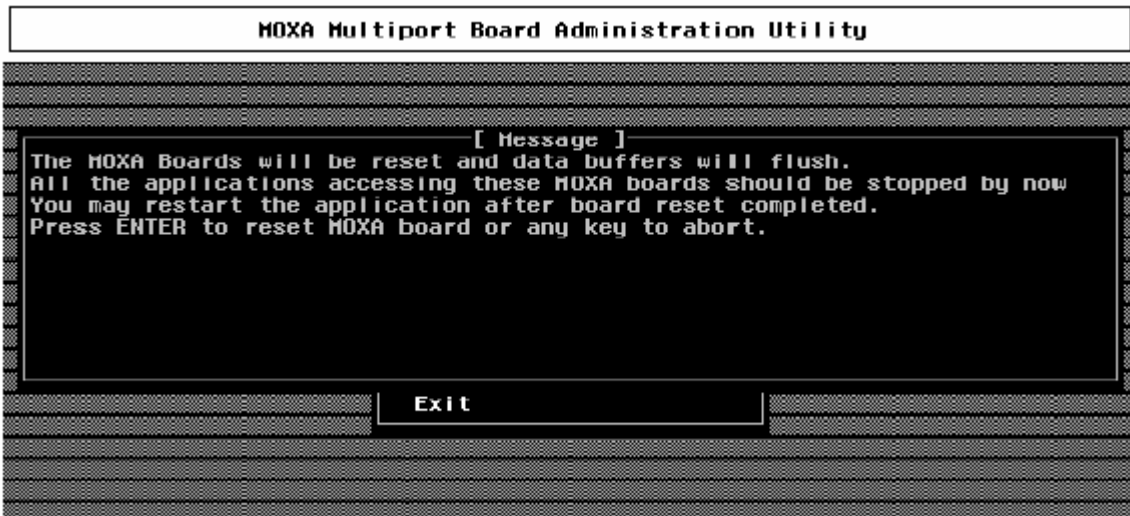 MOXA Multiport Board Administration Utility
[ Message ]
The MOXA Boards will be reset and data buffers will flush.
All the applications accessing these MOXA boards should be stopped by now
You may restart the application after board reset completed.
Press ENTER to reset MOXA board or any key to abort.
Exit